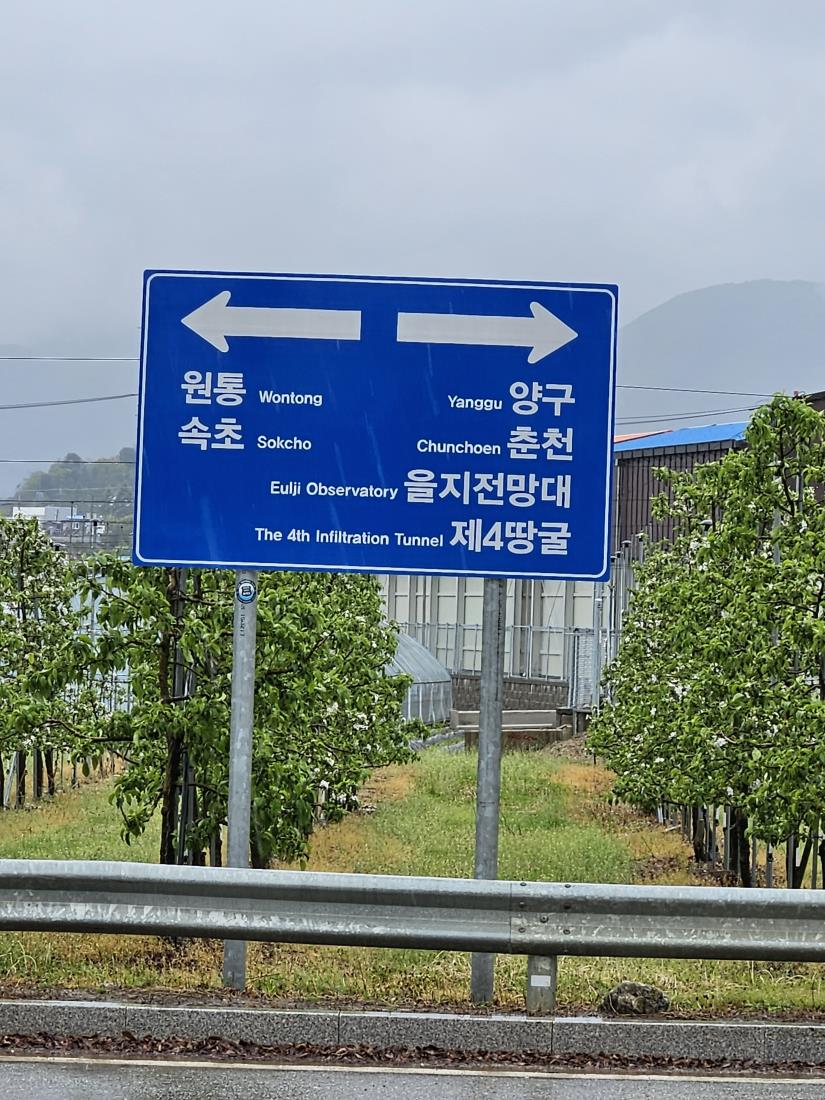 원통 Wontong
속초 Sokcho
Yanggu 양구
Chunchoen 춘천
Eulji Observatory 을지전망대
The 4th Infiltration Tunnel 제4땅굴